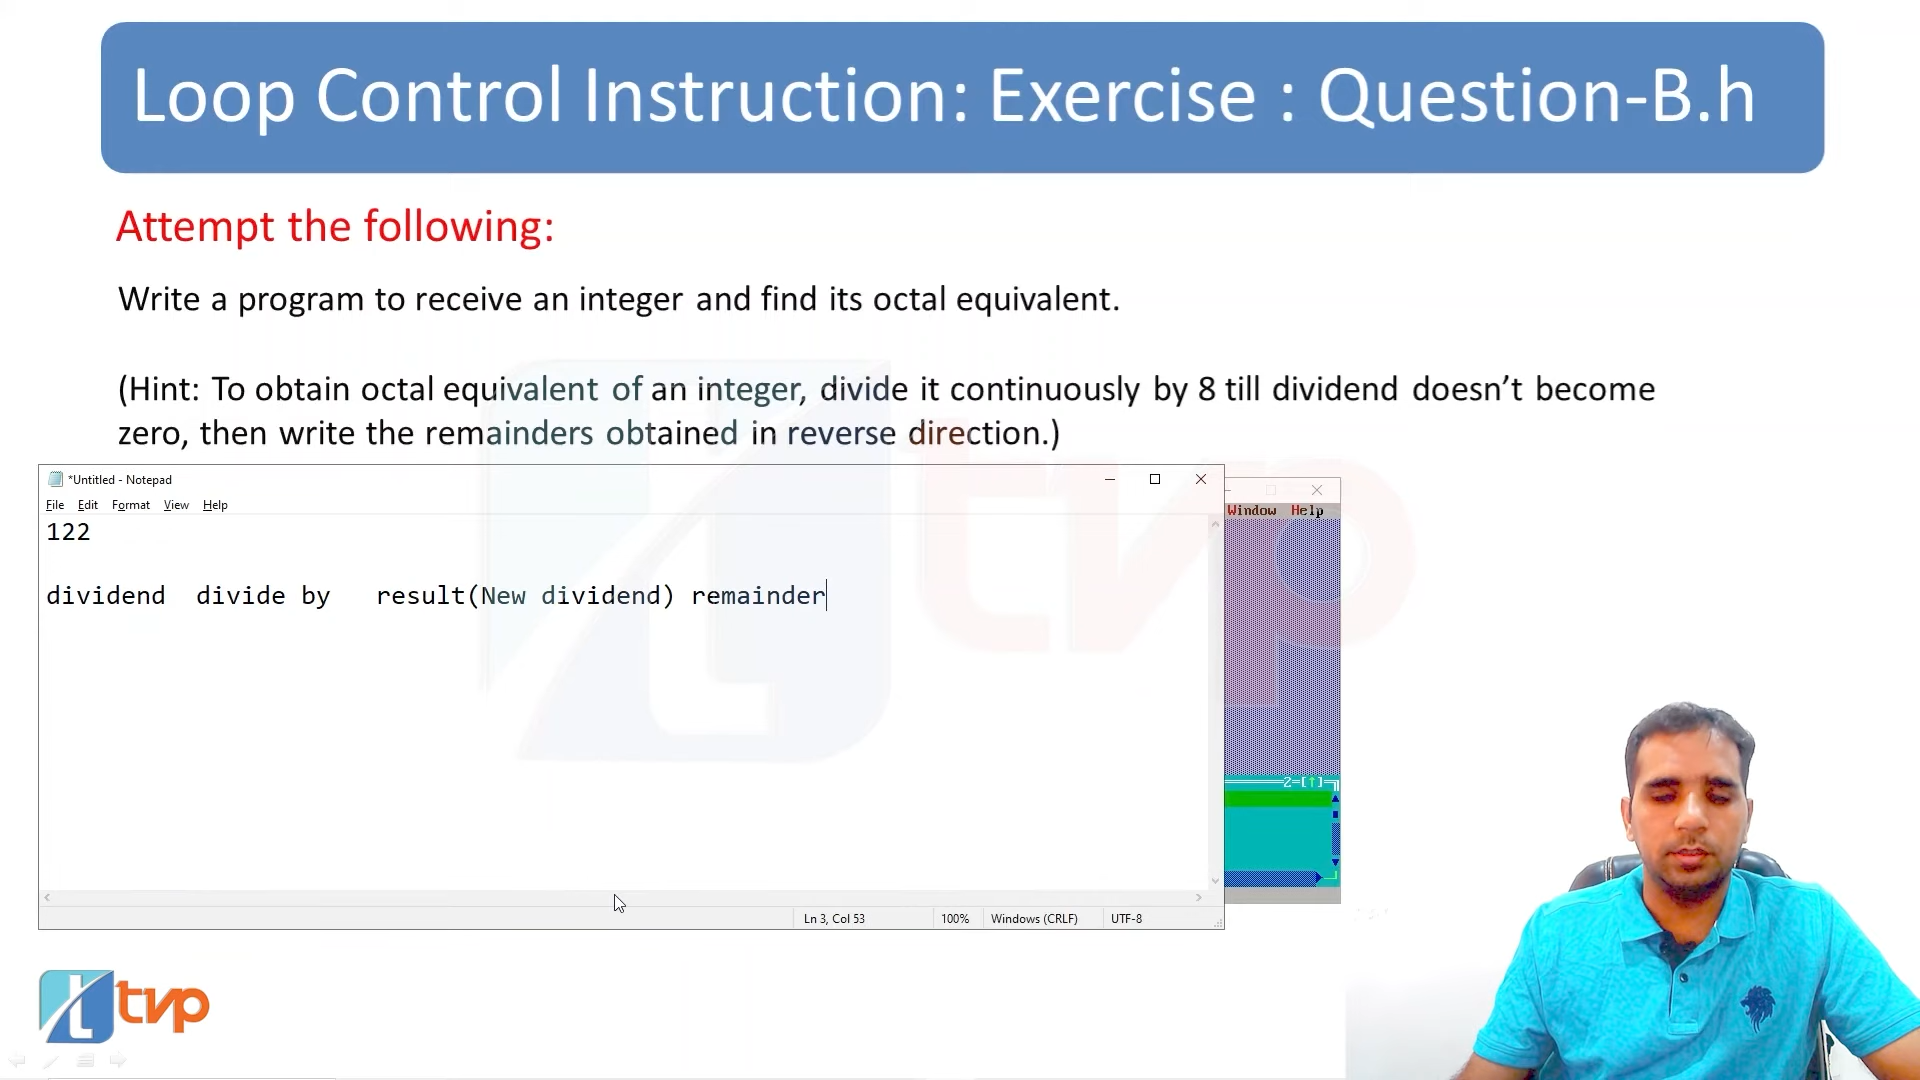 Loop Control Instruction: Exercise : Question-B.h
Attempt the following:
Write a program to receive an integer and find its octal equivalent.
(Hint: To obtain octal equivalent of an integer, divide it continuously by 8 till dividend doesn’t become
zero, then write the remainders obtained in reverse direction.)
*Untitled - Notepad
File Edit Format View Help
Window Help
122
dividend divide by result(New dividend) remainder
2=[↑]
Ln 3, Col 53 100% Windows (CRLF) UTF-8
tvp
tvp